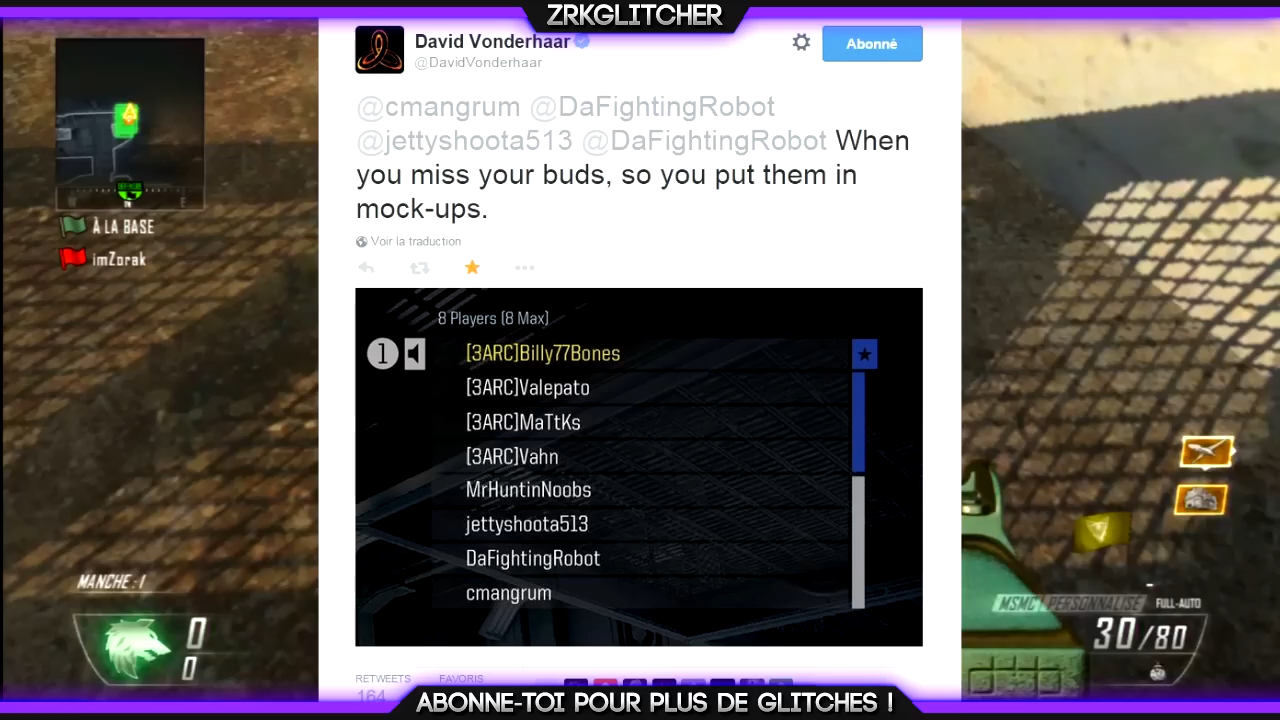 ZRKGLITCHER
David Vonderhaar
@DavidVonderhaar
Abonné
@cmangrum @DaFightingRobot
@jettyshoota513 @DaFightingRobot When
you miss your buds, so you put them in
mock-ups.
Voir la traduction
8 Players (8 Max)
1
[3ARC]Billy77Bones
[3ARC]Valepato
[3ARC]MaTtKs
[3ARC]Vahn
MrHuntinNoobs
jettyshoota513
DaFightingRobot
cmangrum
RETWEETS FAVORIS
164
N E
À LA BASE
imZorak
MANCHE : 1
0
0
MSMC PERSONNALISÉ FULL-AUTO
30/80
ABONNE-TOI POUR PLUS DE GLITCHES !